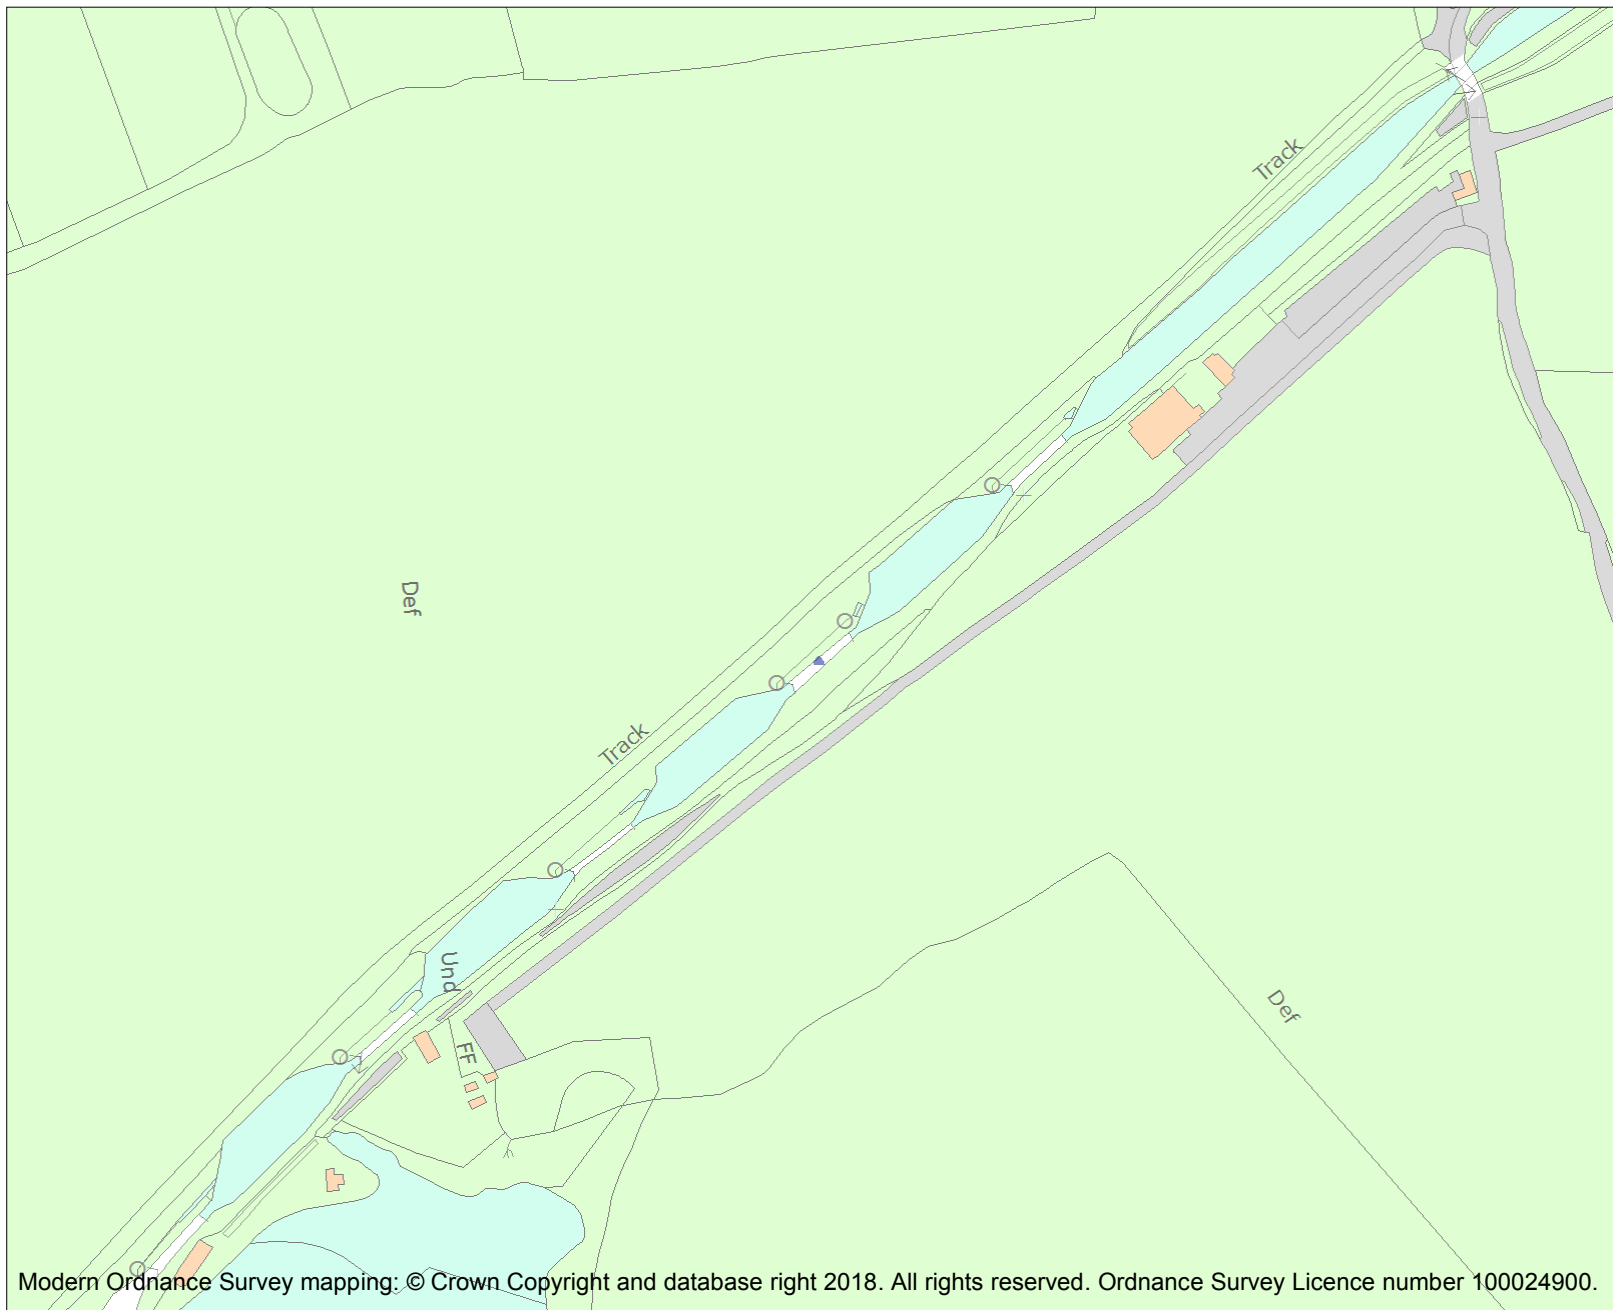 Track
Def
Track
Und
FF
Def
Modern Ordnance Survey mapping: © Crown Copyright and database right 2018. All rights reserved. Ordnance Survey Licence number 100024900.